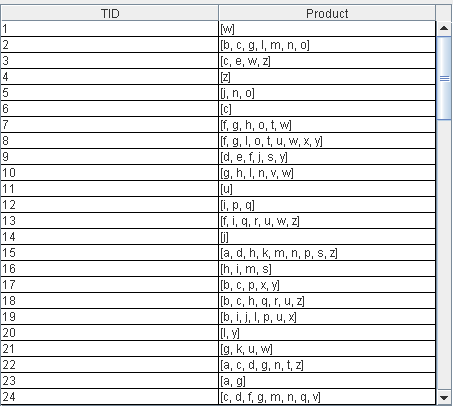 TID Product
1 [w]
2 [b, c, g, l, m, n, o]
3 [c, e, w, z]
4 [z]
5 [j, n, o]
6 [c]
7 [f, g, h, o, t, w]
8 [f, g, l, o, t, u, w, x, y]
9 [d, e, f, j, s, y]
10 [g, h, l, n, v, w]
11 [u]
12 [i, p, q]
13 [f, i, q, r, u, w, z]
14 [j]
15 [a, d, h, k, m, n, p, s, z]
16 [h, i, m, s]
17 [b, c, p, x, y]
18 [b, c, h, q, r, u, z]
19 [b, i, j, l, p, u, x]
20 [l, y]
21 [g, k, u, w]
22 [a, c, d, g, n, t, z]
23 [a, g]
24 [c, d, f, g, m, n, q, v]